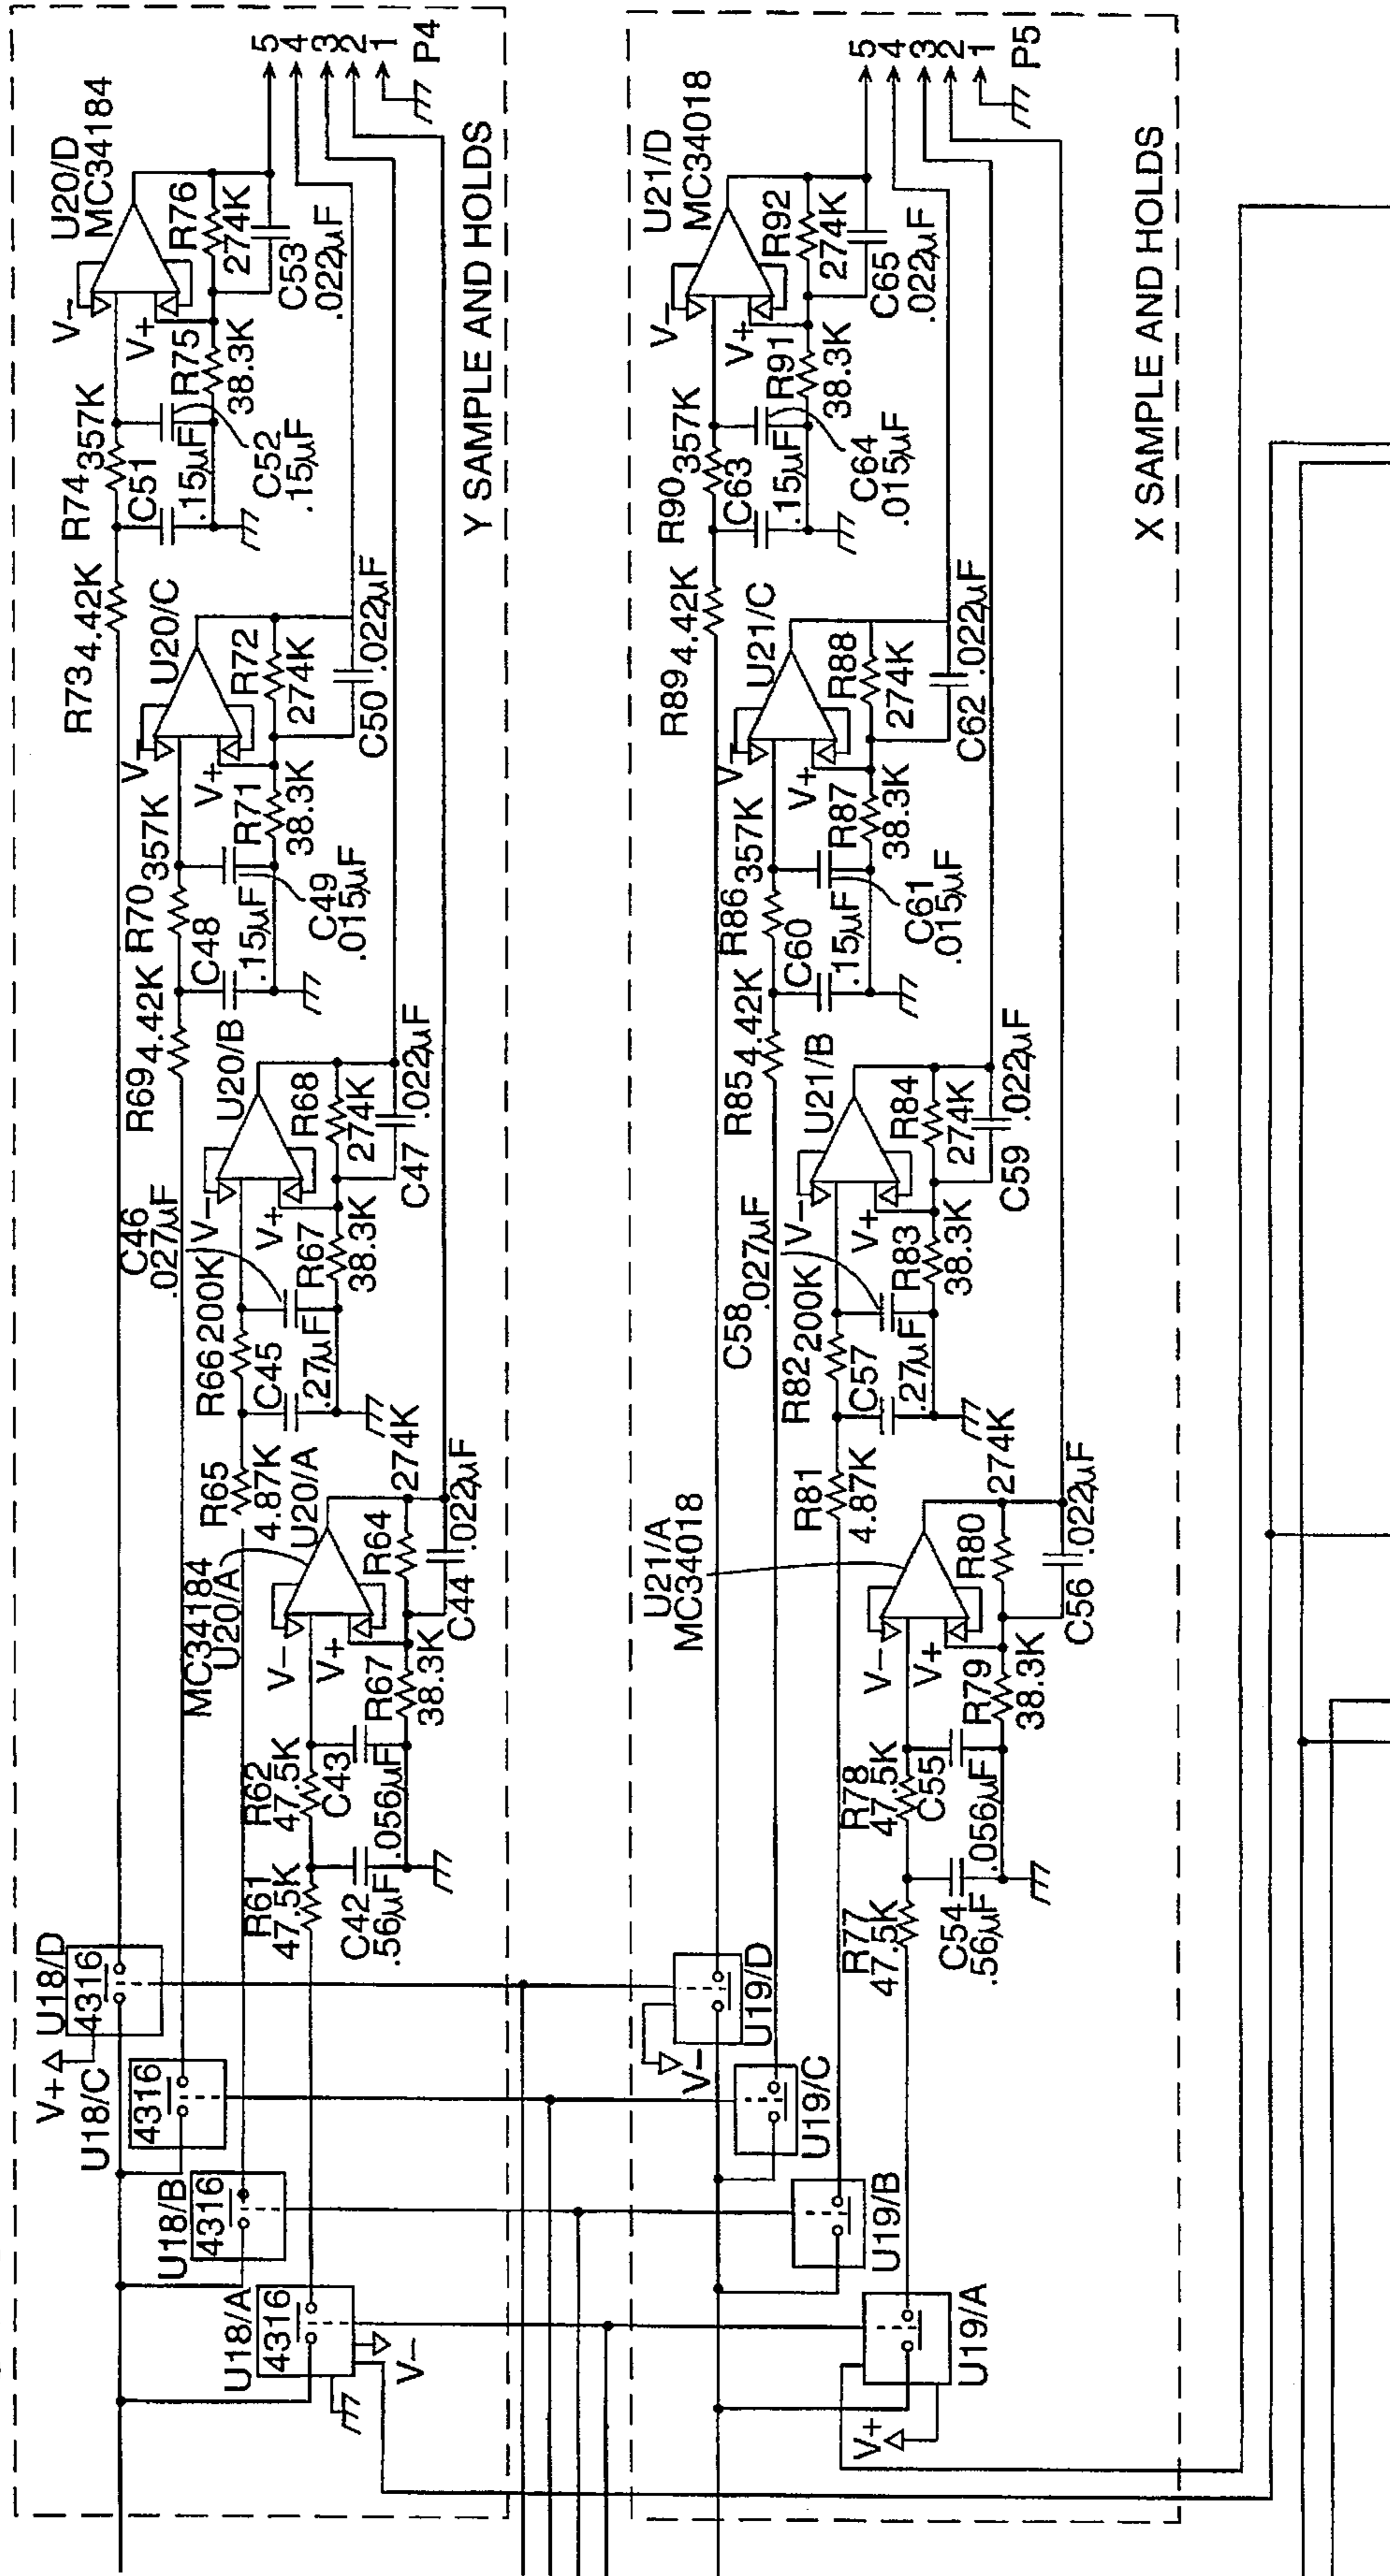 Y SAMPLE AND HOLDS
V+
U18/D
4316
U18/C
4316
U18/B
4316
U18/A
4316
V-
R61
47.5K
C42
.56µF
R62
47.5K
C43
.056µF
MC34184
U20/A
V-
V+
R67
38.3K
U20/A
R64
274K
C44
.022µF
R65
4.87K
R66
200K
C45
.27µF
C46
.027µF
V-
V+
R67
38.3K
U20/B
R68
274K
C47
.022µF
R69
4.42K
R70
357K
C48
.15µF
C49
.015µF
V-
V+
R71
38.3K
U20/C
R72
274K
C50
.022µF
R73
4.42K
R74
357K
C51
.15µF
C52
.15µF
V-
V+
R75
38.3K
U20/D
MC34184
R76
274K
C53
.022µF
5
4
3
2
1
P4
X SAMPLE AND HOLDS
U19/D
V-
U19/C
U19/B
U19/A
V+
R77
47.5K
C54
.56µF
R78
47.5K
C55
.056µF
U21/A
MC34018
V-
V+
R79
38.3K
R80
274K
C56
.022µF
R81
4.87K
R82
200K
C57
.27µF
C58
.027µF
V-
V+
R83
38.3K
U21/B
R84
274K
C59
.022µF
R85
4.42K
R86
357K
C60
.15µF
C61
.015µF
V-
V+
R87
38.3K
U21/C
R88
274K
C62
.022µF
R89
4.42K
R90
357K
C63
.15µF
C64
.015µF
V-
V+
R91
38.3K
U21/D
MC34018
R92
274K
C65
.022µF
5
4
3
2
1
P5